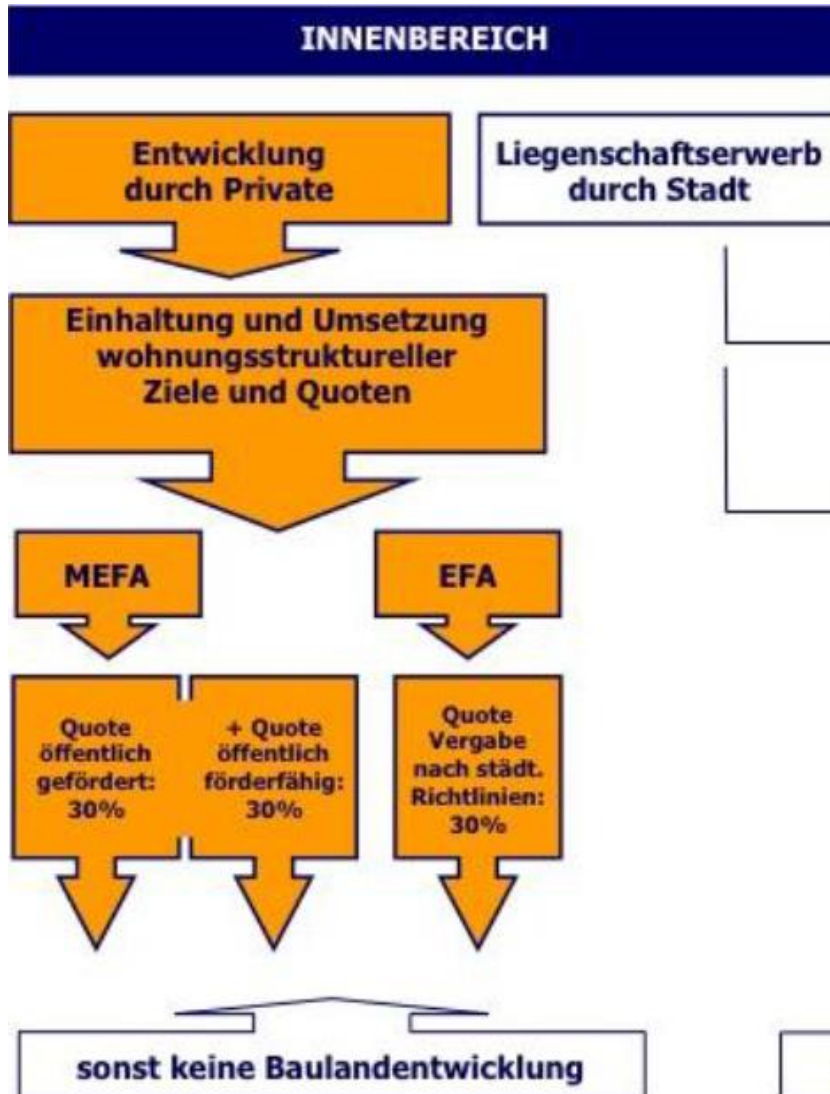 INNENBEREICH
Entwicklung
durch Private
Liegenschaftserwerb
durch Stadt
Einhaltung und Umsetzung
wohnungsstruktureller
Ziele und Quoten
MEFA
EFA
Quote
öffentlich
gefördert:
30%
+ Quote
öffentlich
förderfähig:
30%
Quote
Vergabe
nach städt.
Richtlinien:
30%
sonst keine Baulandentwicklung